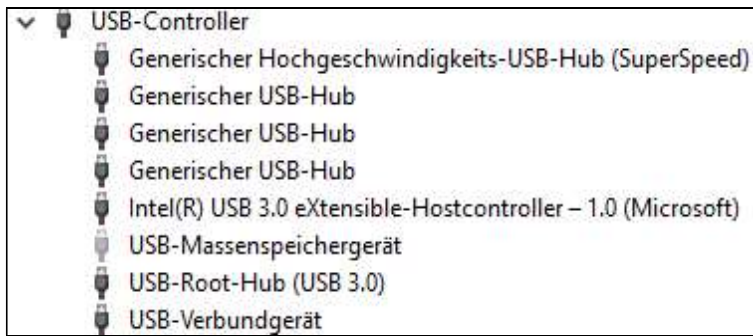 USB-Controller
Generischer Hochgeschwindigkeits-USB-Hub (SuperSpeed)
Generischer USB-Hub
Generischer USB-Hub
Generischer USB-Hub
Intel(R) USB 3.0 eXtensible-Hostcontroller – 1.0 (Microsoft)
USB-Massenspeichergerät
USB-Root-Hub (USB 3.0)
USB-Verbundgerät